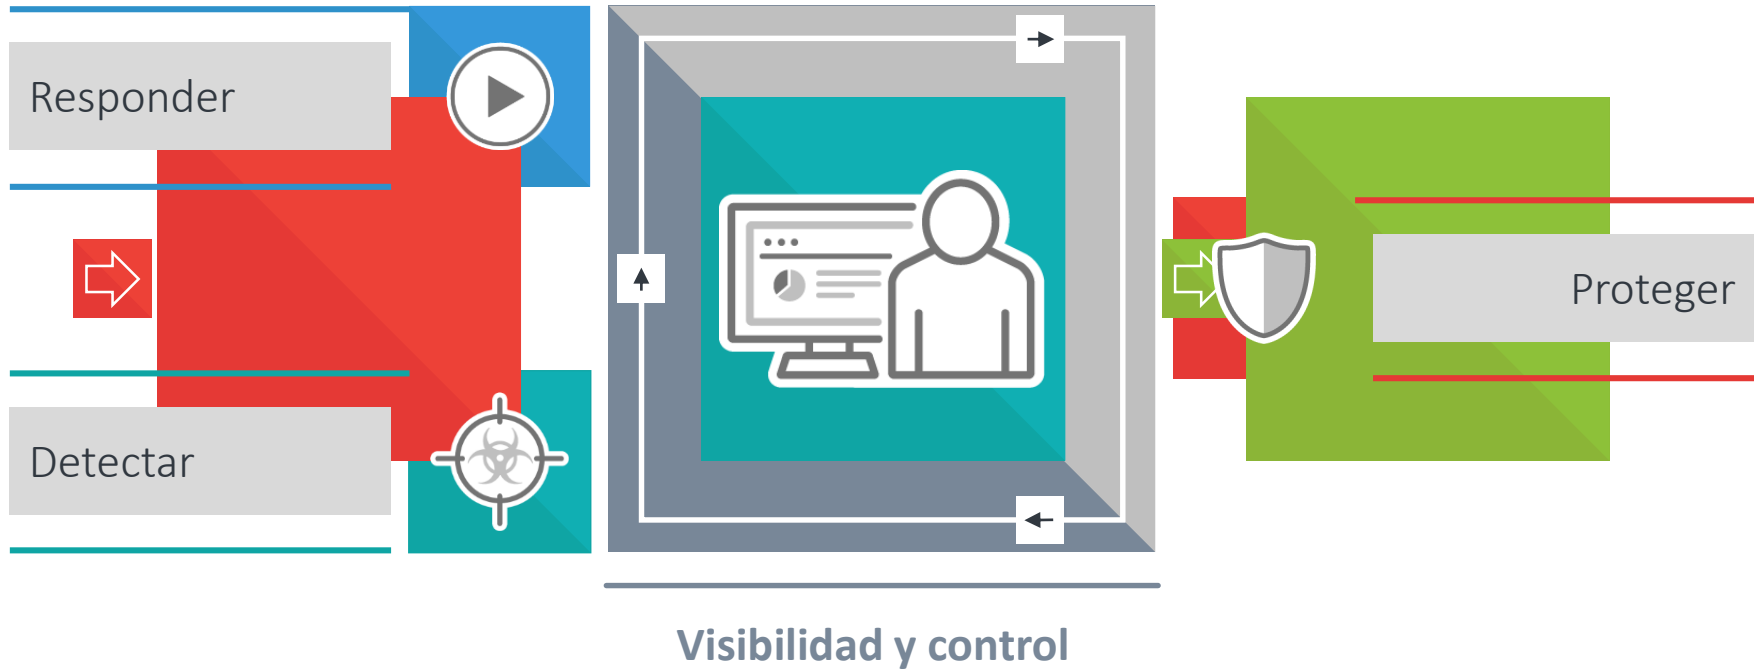 Responder
Detectar
Proteger
Visibilidad y control